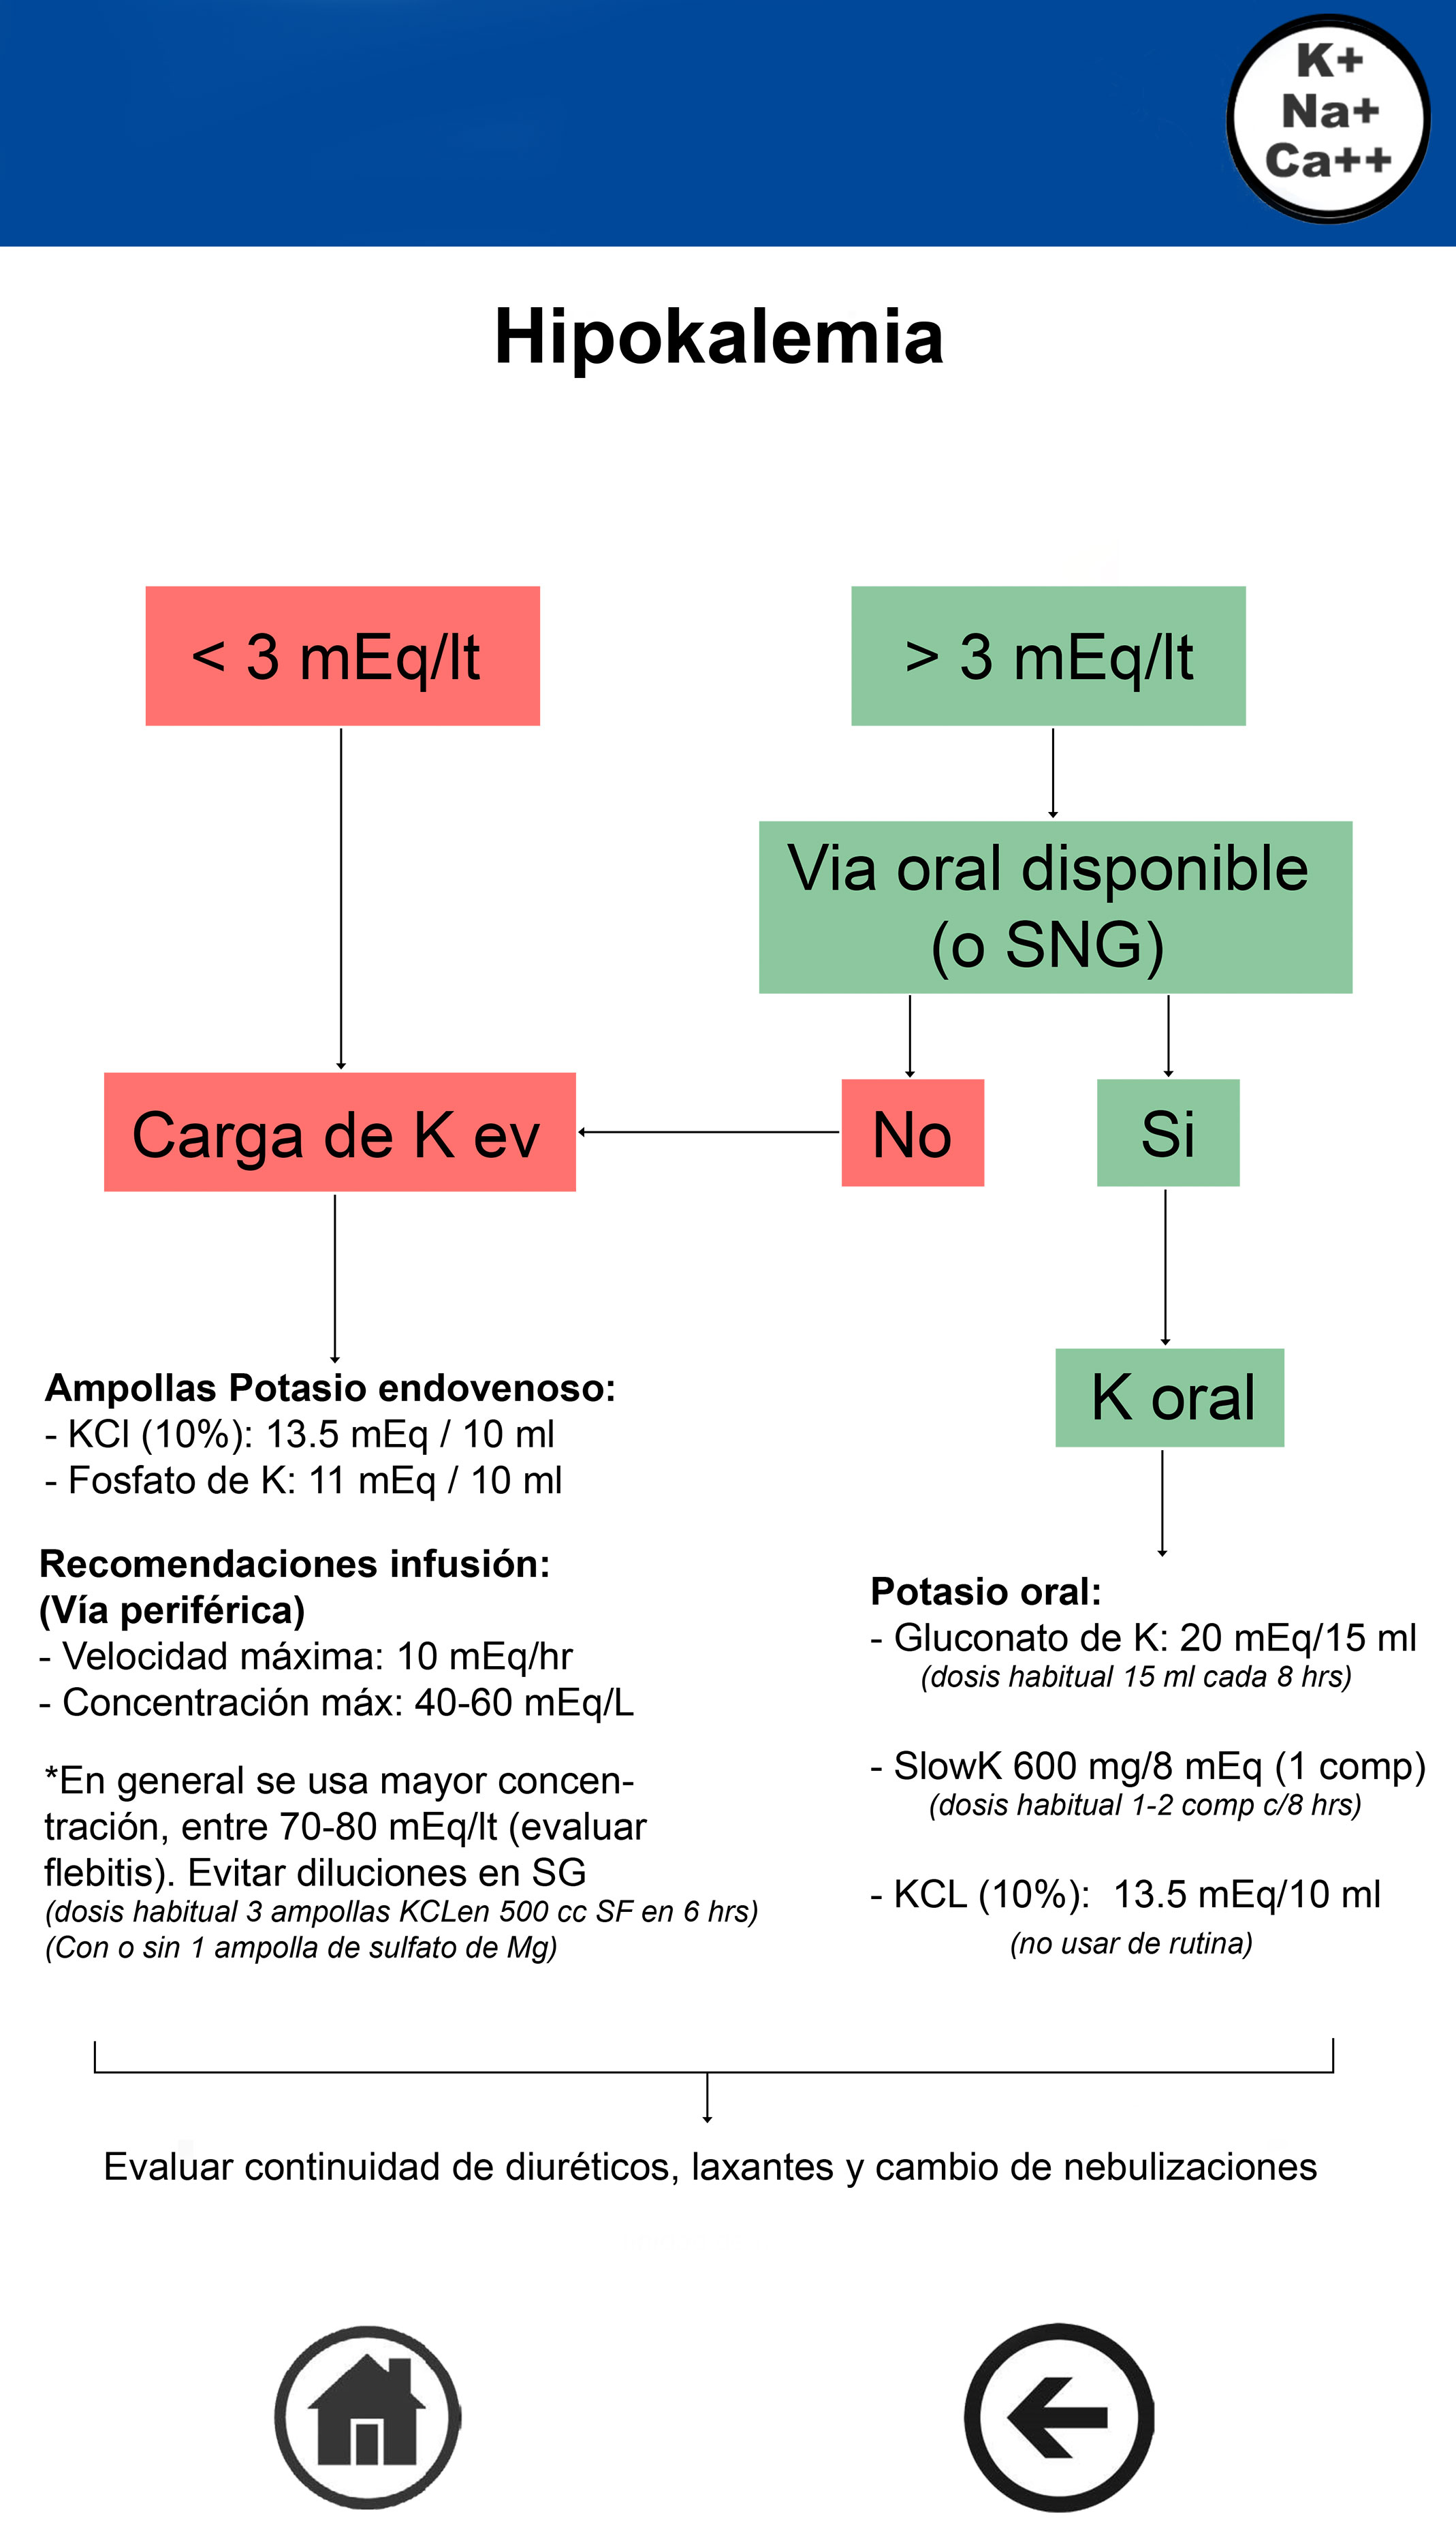 K+
Na+
Ca++
Hipokalemia
< 3 mEq/lt
> 3 mEq/lt
Via oral disponible
(o SNG)
Carga de K ev
No
Si
K oral
Ampollas Potasio endovenoso:
- KCl (10%): 13.5 mEq / 10 ml
- Fosfato de K: 11 mEq / 10 ml
Recomendaciones infusión:
(Vía periférica)
- Velocidad máxima: 10 mEq/hr
- Concentración máx: 40-60 mEq/L
*En general se usa mayor concen-
tración, entre 70-80 mEq/lt (evaluar
flebitis). Evitar diluciones en SG
(dosis habitual 3 ampollas KCLen 500 cc SF en 6 hrs)
(Con o sin 1 ampolla de sulfato de Mg)
Potasio oral:
- Gluconato de K: 20 mEq/15 ml
(dosis habitual 15 ml cada 8 hrs)
- SlowK 600 mg/8 mEq (1 comp)
(dosis habitual 1-2 comp c/8 hrs)
- KCL (10%): 13.5 mEq/10 ml
(no usar de rutina)
Evaluar continuidad de diuréticos, laxantes y cambio de nebulizaciones